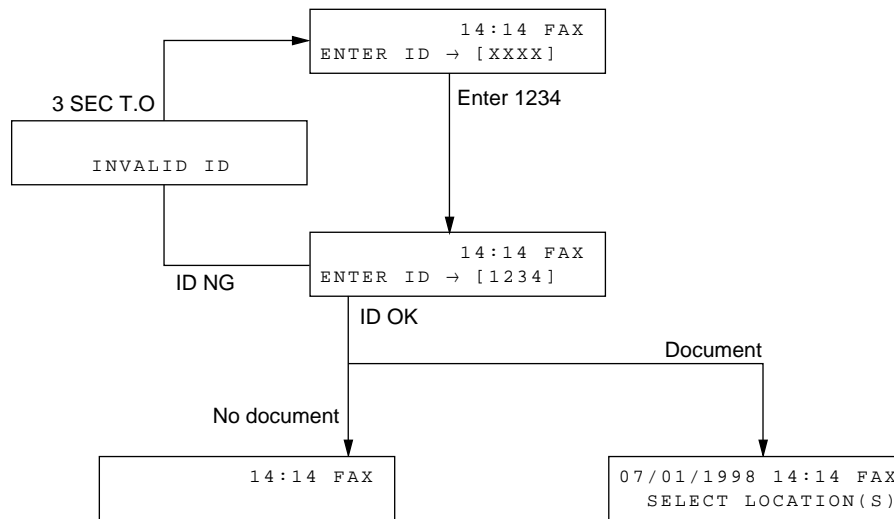 14:14 FAX
ENTER ID → [XXXX]
3 SEC T.O
Enter 1234
INVALID ID
14:14 FAX
ENTER ID → [1234]
ID NG
ID OK
Document
No document
14:14 FAX
07/01/1998 14:14 FAX
SELECT LOCATION(S)